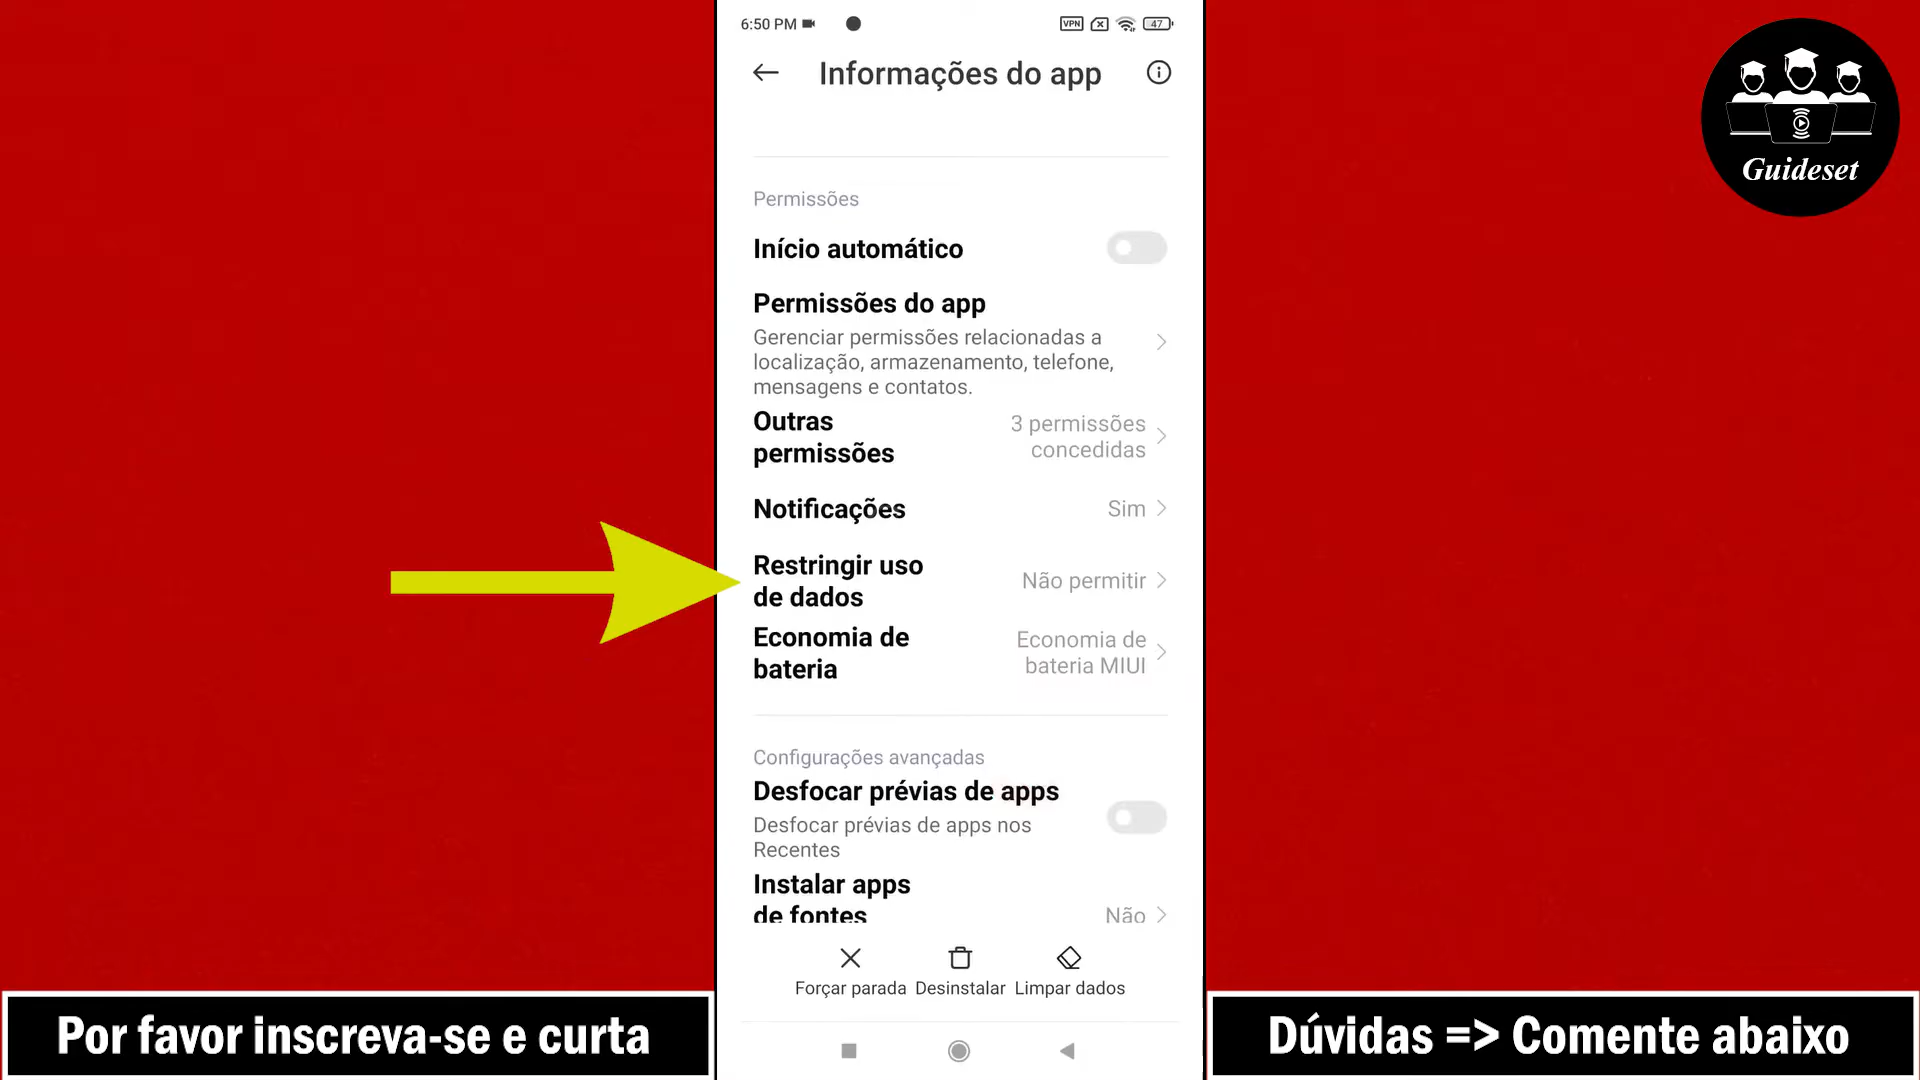 6:50 PM
VPN
47
Informações do app
Permissões
Início automático
Permissões do app
Gerenciar permissões relacionadas a
localização, armazenamento, telefone,
mensagens e contatos.
Outras
permissões
3 permissões
concedidas
Notificações
Sim
Restringir uso
de dados
Não permitir
Economia de
bateria
Economia de
bateria MIUI
Configurações avançadas
Desfocar prévias de apps
Desfocar prévias de apps nos
Recentes
Instalar apps
de fontes
Não
Forçar parada
Desinstalar
Limpar dados
Guideset
Por favor inscreva-se e curta
Dúvidas => Comente abaixo